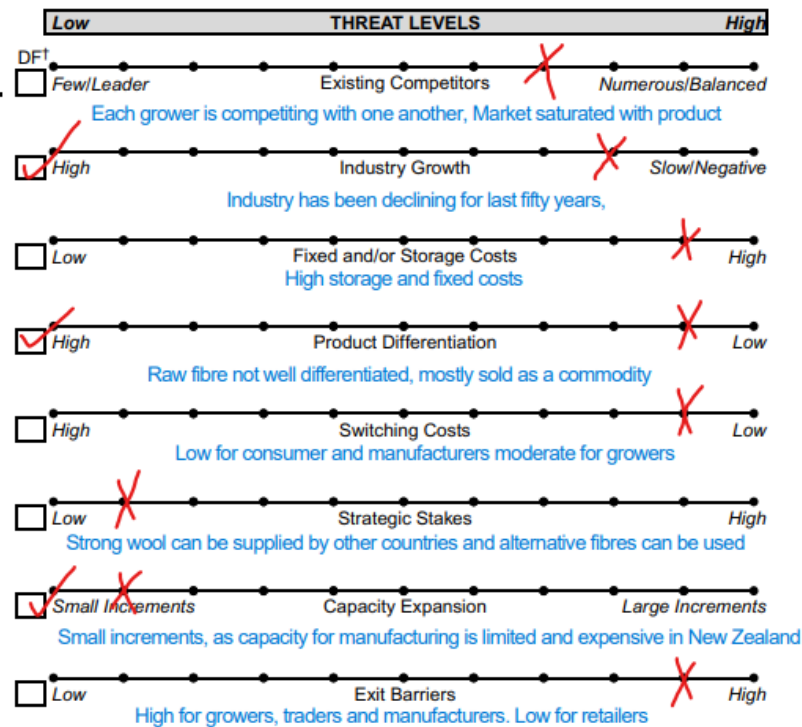 Low THREAT LEVELS High
DF†
Few/Leader Existing Competitors Numerous/Balanced
Each grower is competiting with one another, Market saturated with product
High Industry Growth Slow/Negative
Industry has been declining for last fifty years,
Low Fixed and/or Storage Costs High
High storage and fixed costs
High Product Differentiation Low
Raw fibre not well differentiated, mostly sold as a commodity
High Switching Costs Low
Low for consumer and manufacturers moderate for growers
Low Strategic Stakes High
Strong wool can be supplied by other countries and alternative fibres can be used
Small Increments Capacity Expansion Large Increments
Small increments, as capacity for manufacturing is limited and expensive in New Zealand
Low Exit Barriers High
High for growers, traders and manufacturers. Low for retailers